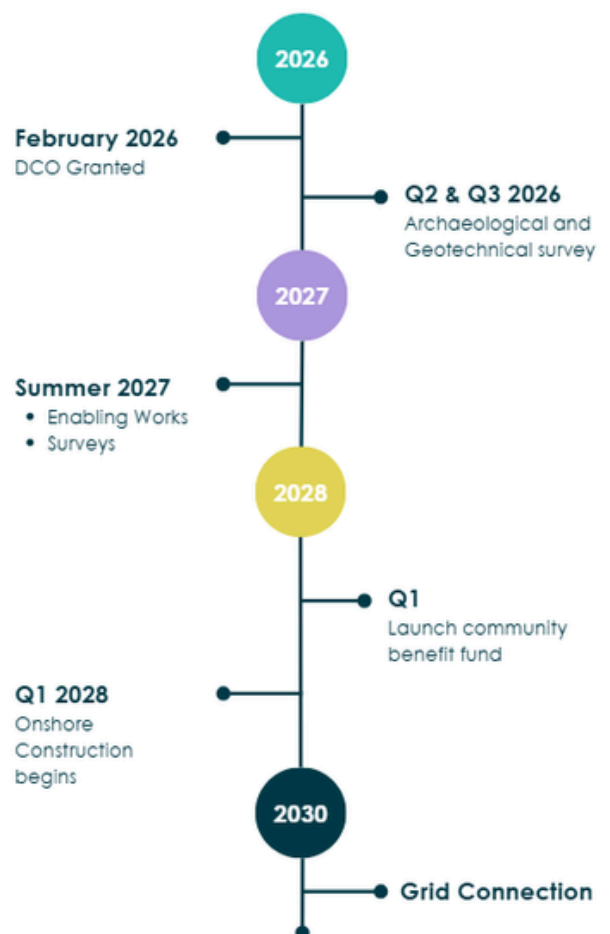 2026
February 2026
DCO Granted
Q2 & Q3 2026
Archaeological and
Geotechnical survey
2027
Summer 2027
• Enabling Works
• Surveys
2028
Q1
Launch community
benefit fund
Q1 2028
Onshore
Construction
begins
2030
Grid Connection